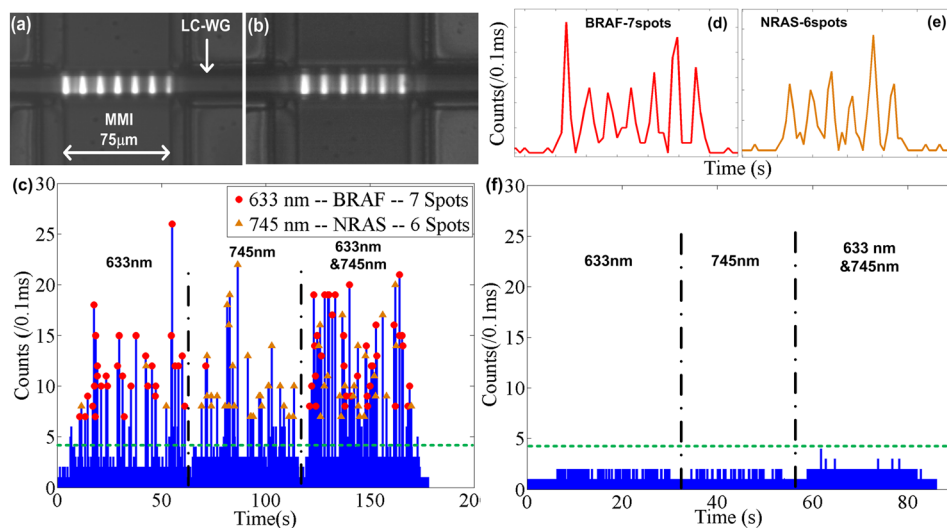 (a)
LC-WG
(b)
MMI
75μm
BRAF-7spots
(d)
NRAS-6spots
(e)
Counts(/0.1ms)
Time (s)
(c)
30
25
20
15
10
5
0
Counts (/0.1ms)
633 nm -- BRAF -- 7 Spots
745 nm -- NRAS -- 6 Spots
633nm
745nm
633nm
&745nm
0
50
100
150
20
Time(s)
(f)
30
25
20
15
10
5
0
Counts(/0.1ms)
633nm
745nm
633 nm
&745nm
0
20
40
60
80
Time(s)